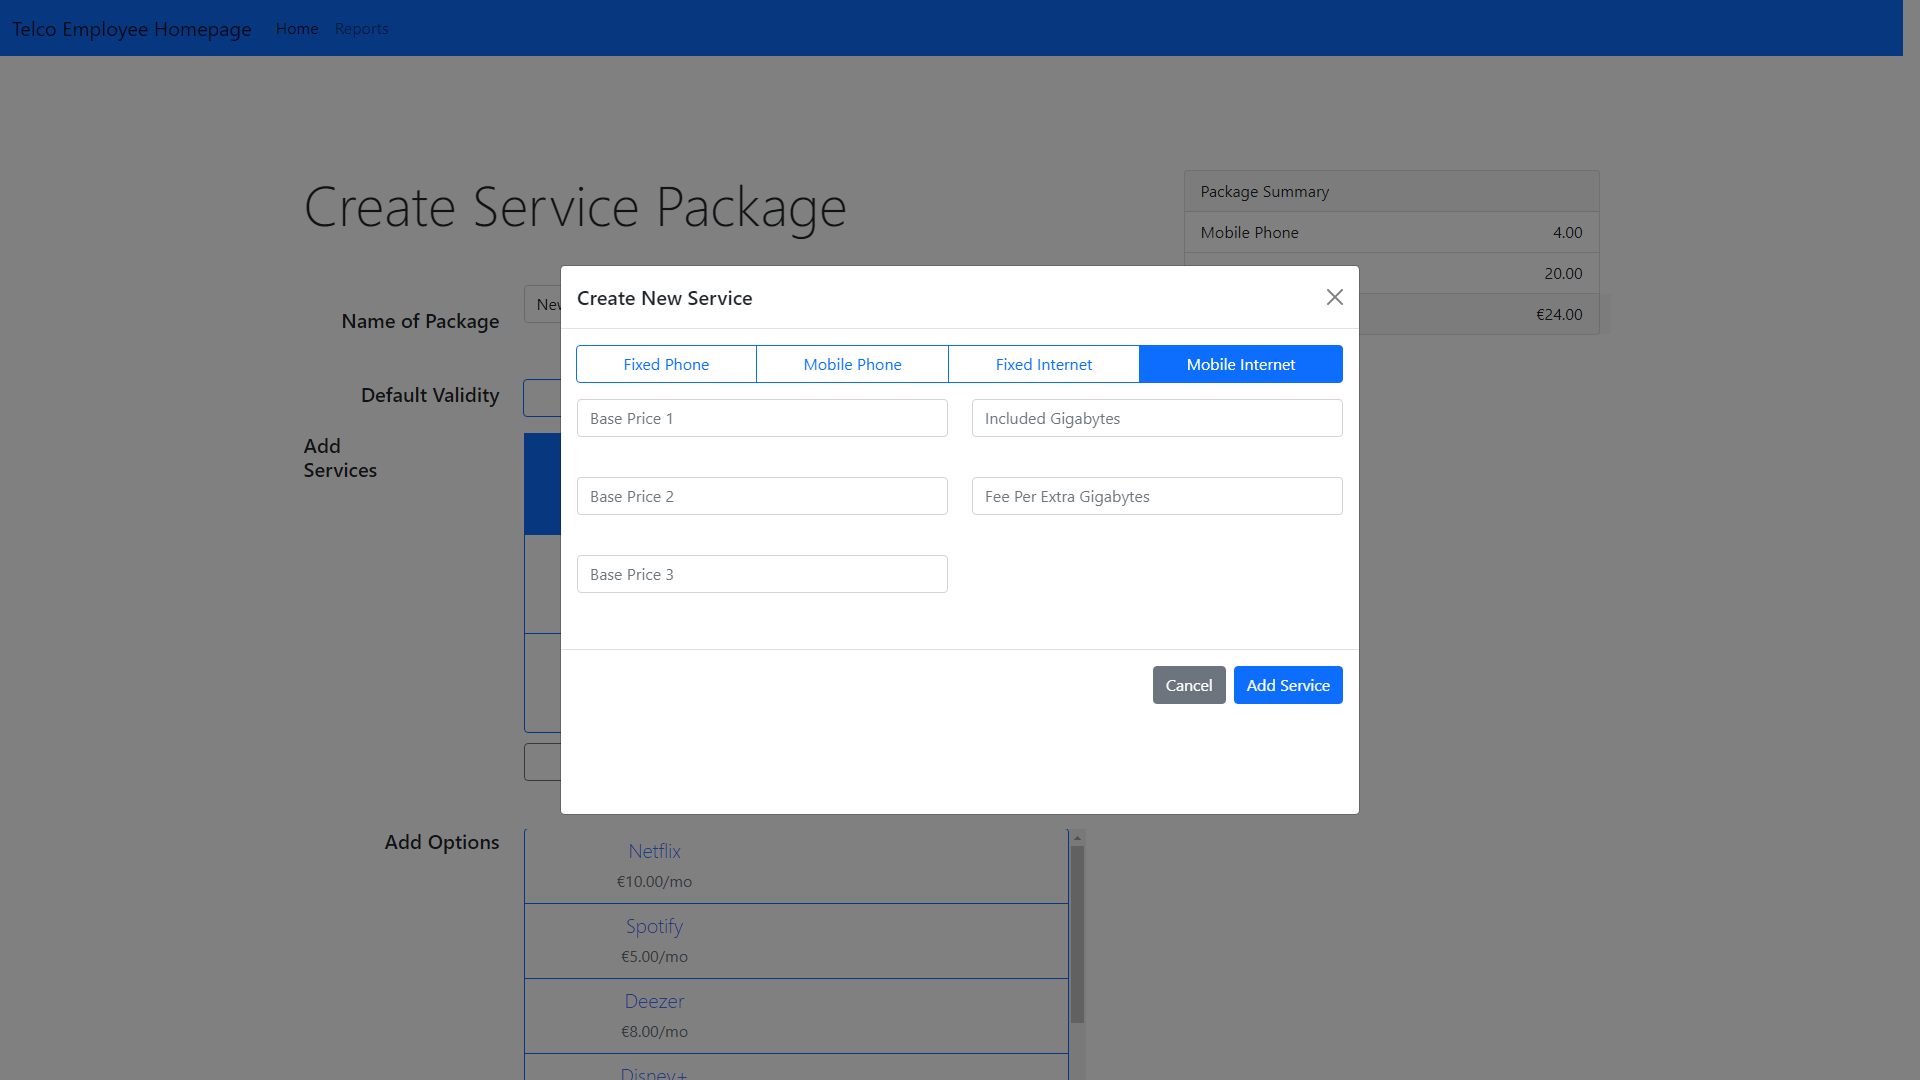 Telco Employee Homepage Home Reports
Create Service Package
Package Summary
Mobile Phone 4.00
20.00
€24.00
Name of Package
Default Validity
Add
Services
Create New Service
Fixed Phone Mobile Phone Fixed Internet Mobile Internet
Base Price 1 Included Gigabytes
Base Price 2 Fee Per Extra Gigabytes
Base Price 3
Cancel Add Service
Add Options
Netflix
€10.00/mo
Spotify
€5.00/mo
Deezer
€8.00/mo
Disney+